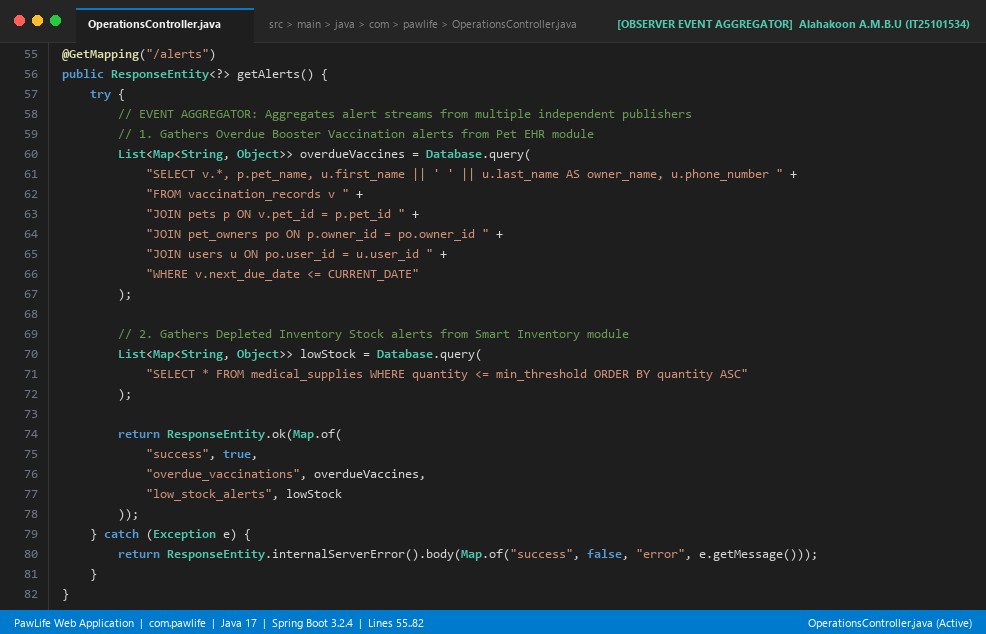 OperationsController.java src > main > java > com > pawlife > OperationsController.java [OBSERVER EVENT AGGREGATOR] Alahakoon A.M.B.U (IT25101534)
55 @GetMapping("/alerts")
56 public ResponseEntity<?> getAlerts() {
57     try {
58         // EVENT AGGREGATOR: Aggregates alert streams from multiple independent publishers
59         // 1. Gathers Overdue Booster Vaccination alerts from Pet EHR module
60         List<Map<String, Object>> overdueVaccines = Database.query(
61             "SELECT v.*, p.pet_name, u.first_name || ' ' || u.last_name AS owner_name, u.phone_number " +
62             "FROM vaccination_records v " +
63             "JOIN pets p ON v.pet_id = p.pet_id " +
64             "JOIN pet_owners po ON p.owner_id = po.owner_id " +
65             "JOIN users u ON po.user_id = u.user_id " +
66             "WHERE v.next_due_date <= CURRENT_DATE"
67         );
68
69         // 2. Gathers Depleted Inventory Stock alerts from Smart Inventory module
70         List<Map<String, Object>> lowStock = Database.query(
71             "SELECT * FROM medical_supplies WHERE quantity <= min_threshold ORDER BY quantity ASC"
72         );
73
74         return ResponseEntity.ok(Map.of(
75             "success", true,
76             "overdue_vaccinations", overdueVaccines,
77             "low_stock_alerts", lowStock
78         ));
79     } catch (Exception e) {
80         return ResponseEntity.internalServerError().body(Map.of("success", false, "error", e.getMessage()));
81     }
82 }
PawLife Web Application | com.pawlife | Java 17 | Spring Boot 3.2.4 | Lines 55..82 OperationsController.java (Active)